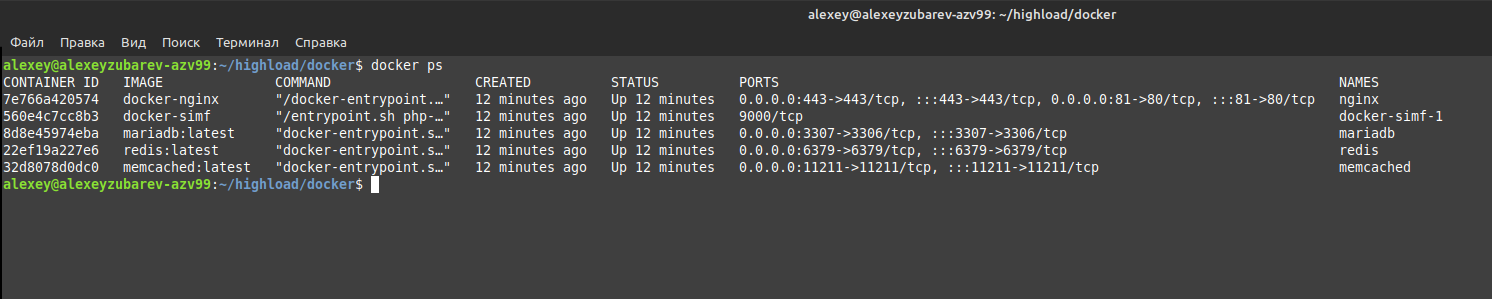 alexey@alexeyzubarev-azv99: ~/highload/docker
Файл Правка Вид Поиск Терминал Справка
alexey@alexeyzubarev-azv99:~/highload/docker$ docker ps
CONTAINER ID   IMAGE              COMMAND                  CREATED          STATUS          PORTS                                                                      NAMES
7e766a420574   docker-nginx       "/docker-entrypoint.…"   12 minutes ago   Up 12 minutes   0.0.0.0:443->443/tcp, :::443->443/tcp, 0.0.0.0:81->80/tcp, :::81->80/tcp   nginx
560e4c7cc8b3   docker-simf        "/entrypoint.sh php-…"   12 minutes ago   Up 12 minutes   9000/tcp                                                                   docker-simf-1
8d8e45974eba   mariadb:latest     "docker-entrypoint.s…"   12 minutes ago   Up 12 minutes   0.0.0.0:3307->3306/tcp, :::3307->3306/tcp                                  mariadb
22ef19a227e6   redis:latest       "docker-entrypoint.s…"   12 minutes ago   Up 12 minutes   0.0.0.0:6379->6379/tcp, :::6379->6379/tcp                                  redis
32d8078d0dc0   memcached:latest   "docker-entrypoint.s…"   12 minutes ago   Up 12 minutes   0.0.0.0:11211->11211/tcp, :::11211->11211/tcp                              memcached
alexey@alexeyzubarev-azv99:~/highload/docker$